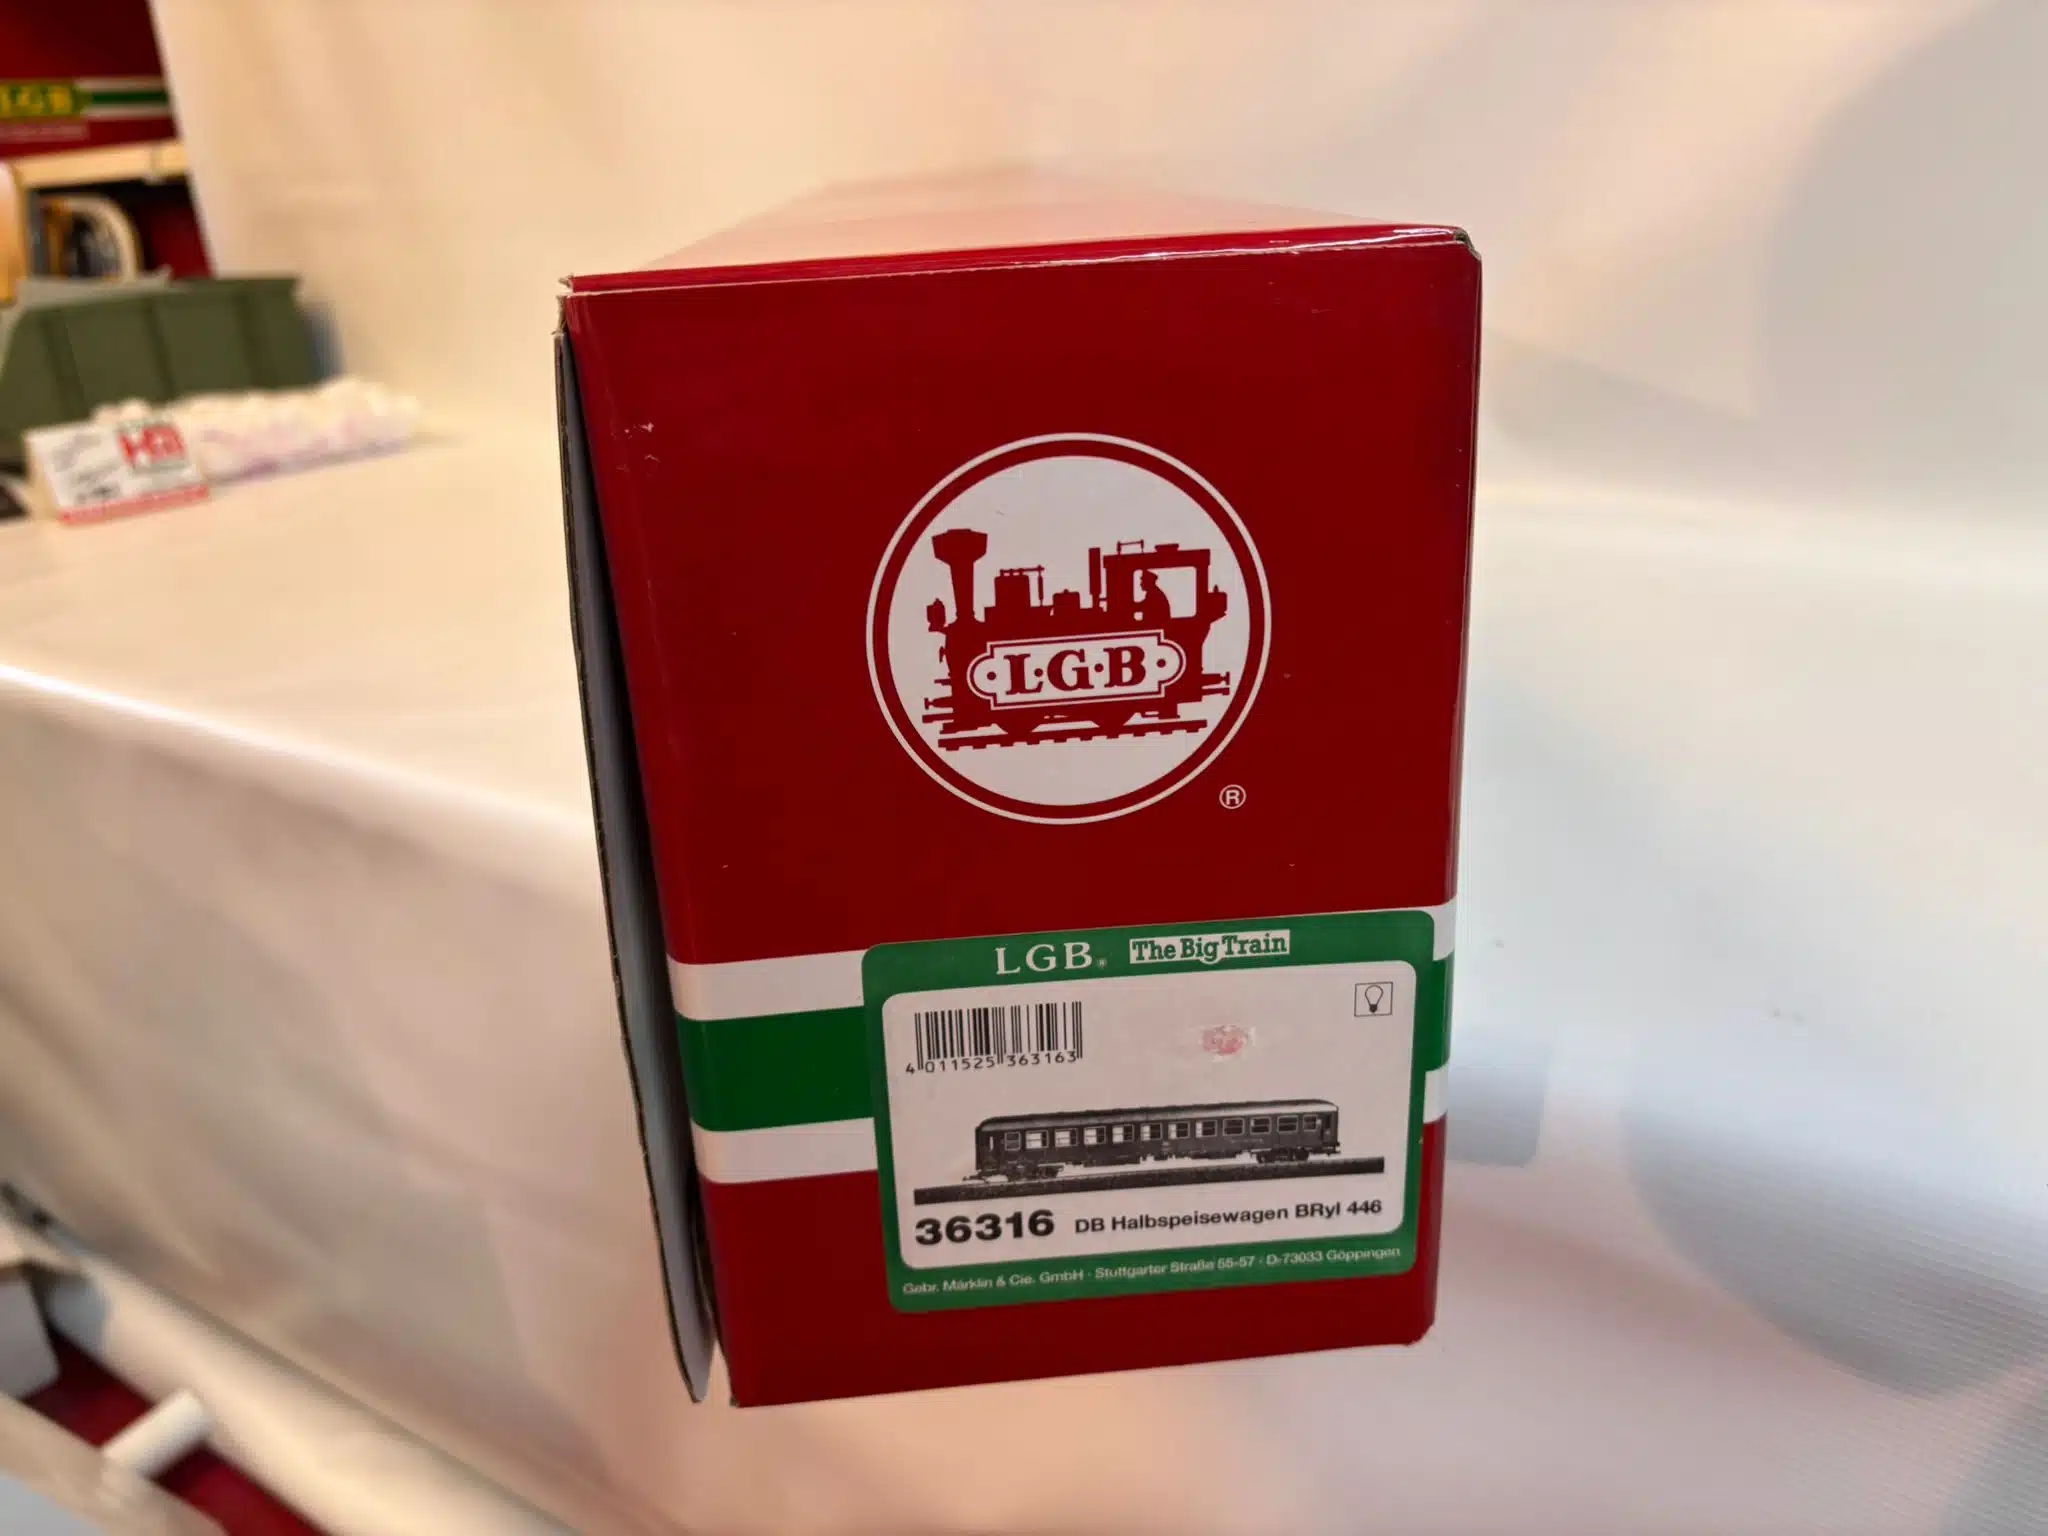 LGB
L·G·B
®
LGB® The Big Train
4 011525 363163
36316 DB Halbspeisewagen BRyl 446
Gebr. Märklin & Cie. GmbH · Stuttgarter Straße 55-57 · D-73033 Göppingen